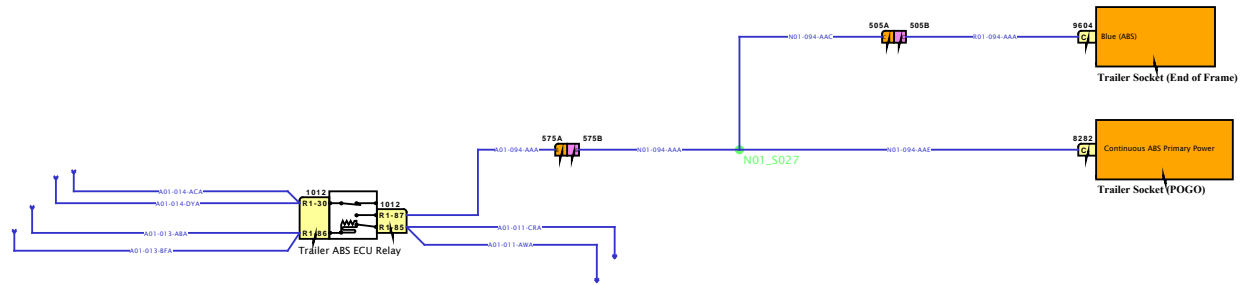 505A 505B 9604
N01-094-AAC R01-094-AAA C Blue (ABS)
Trailer Socket (End of Frame)
575A 575B 8282
A01-094-AAA N01-094-AAA N01-094-AAE C Continuous ABS Primary Power
N01_S027
Trailer Socket (POGO)
A01-014-ACA 1012
A01-014-DYA R1-30 1012
R1-87
A01-013-ABA R1-86 R1-85 A01-011-CRA
A01-013-BFA Trailer ABS ECU Relay A01-011-AWA